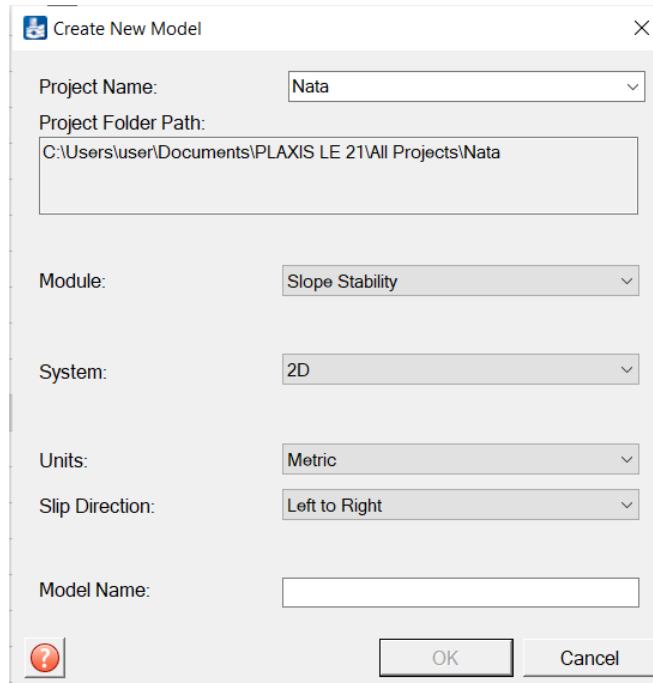 Create New Model
Project Name: Nata
Project Folder Path:
C:\Users\user\Documents\PLAXIS LE 21\All Projects\Nata
Module: Slope Stability
System: 2D
Units: Metric
Slip Direction: Left to Right
Model Name:
? OK Cancel